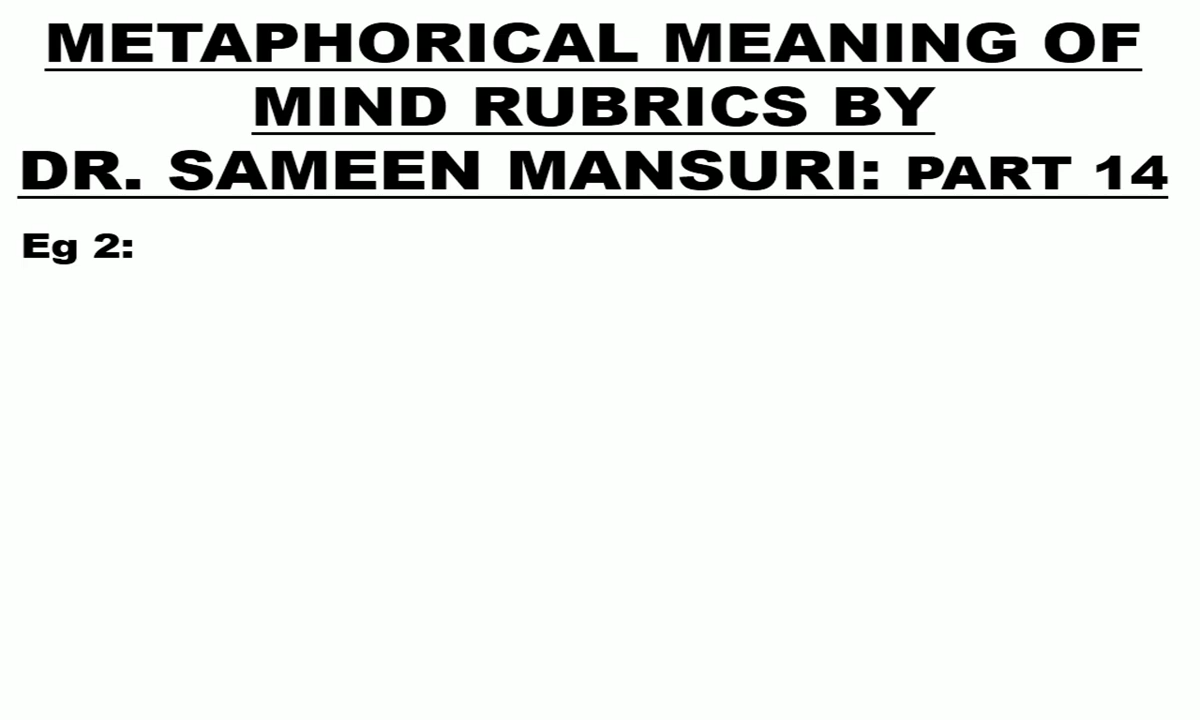 METAPHORICAL MEANING OF
MIND RUBRICS BY
DR. SAMEEN MANSURI: PART 14
Eg 2: